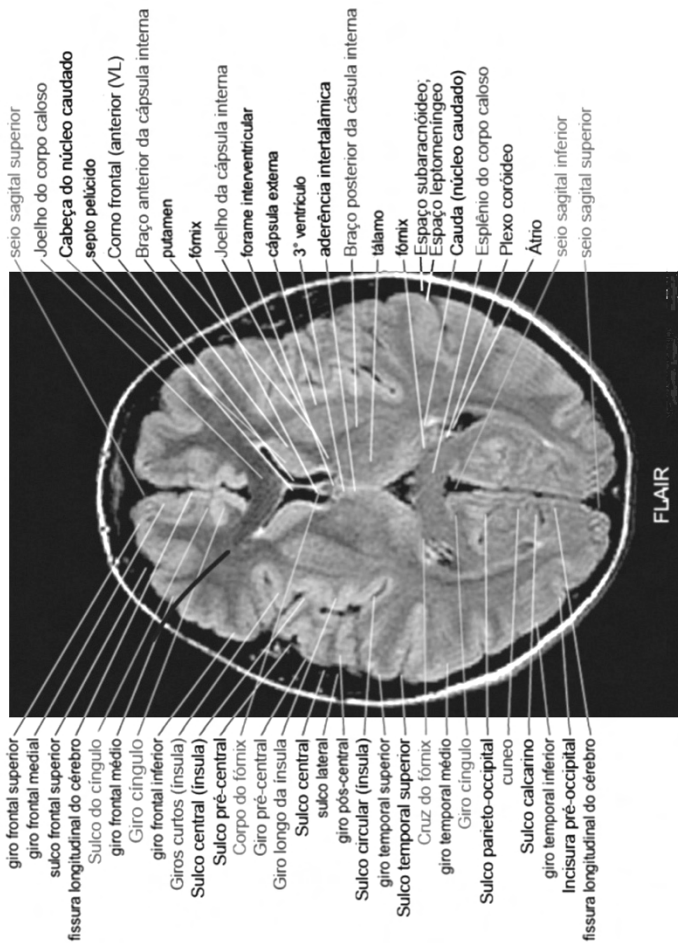 seio sagital superior
Joelho do corpo caloso
Cabeça do núcleo caudado
septo pelúcido
Corno frontal (anterior (VL)
Braço anterior da cápsula interna
putamen
fórnix
Joelho da cápsula interna
forame interventricular
cápsula externa
3° ventrículo
aderência intertalâmica
Braço posterior da cásula interna
tálamo
fórnix
Espaço subaracnóideo;
Espaço leptomeníngeo
Cauda (núcleo caudado)
Esplênio do corpo caloso
Plexo coróideo
Átrio
seio sagital inferior
seio sagital superior
giro frontal superior
giro frontal medial
sulco frontal superior
fissura longitudinal do cérebro
Sulco do cíngulo
giro frontal médio
Giro cíngulo
giro frontal inferior
Giros curtos (ínsula)
Sulco central (ínsula)
Sulco pré-central
Corpo do fórnix
Giro pré-central
Giro longo da ínsula
Sulco central
sulco lateral
giro pós-central
Sulco circular (ínsula)
giro temporal superior
Sulco temporal superior
Cruz do fórnix
giro temporal médio
Giro cíngulo
Sulco parieto-occipital
cuneo
Sulco calcarino
giro temporal inferior
Incisura pré-occipital
fissura longitudinal do cérebro
FLAIR